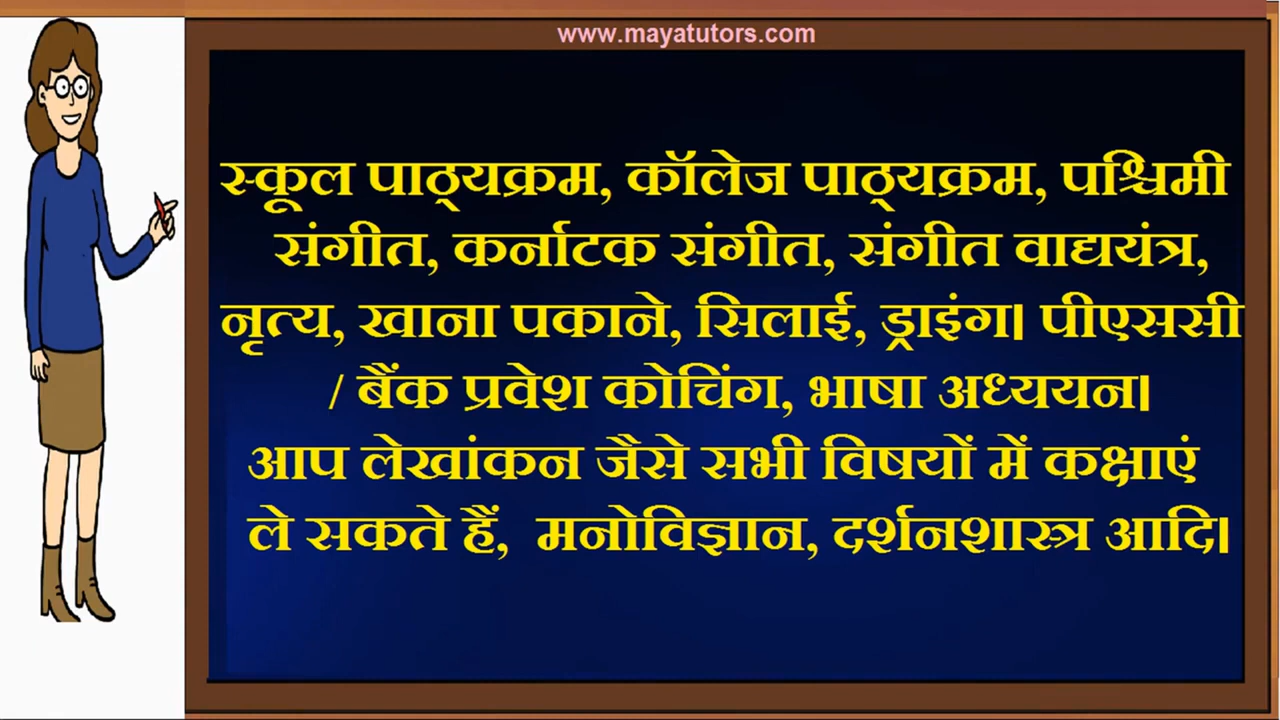 www.mayatutors.com
स्कूल पाठ्यक्रम, कॉलेज पाठ्यक्रम, पश्चिमी
संगीत, कर्नाटक संगीत, संगीत वाद्ययंत्र,
नृत्य, खाना पकाने, सिलाई, ड्राइंग। पीएससी
/ बैंक प्रवेश कोचिंग, भाषा अध्ययन।
आप लेखांकन जैसे सभी विषयों में कक्षाएं
ले सकते हैं, मनोविज्ञान, दर्शनशास्त्र आदि।